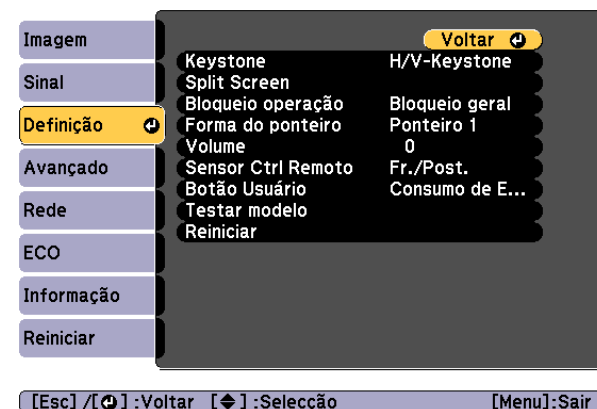 Imagem
Sinal
Definição
Avançado
Rede
ECO
Informação
Reiniciar
Voltar
Keystone H/V-Keystone
Split Screen
Bloqueio operação Bloqueio geral
Forma do ponteiro Ponteiro 1
Volume 0
Sensor Ctrl Remoto Fr./Post.
Botão Usuário Consumo de E...
Testar modelo
Reiniciar
[Esc] /[ ] :Voltar [ ] :Selecção [Menu]:Sair